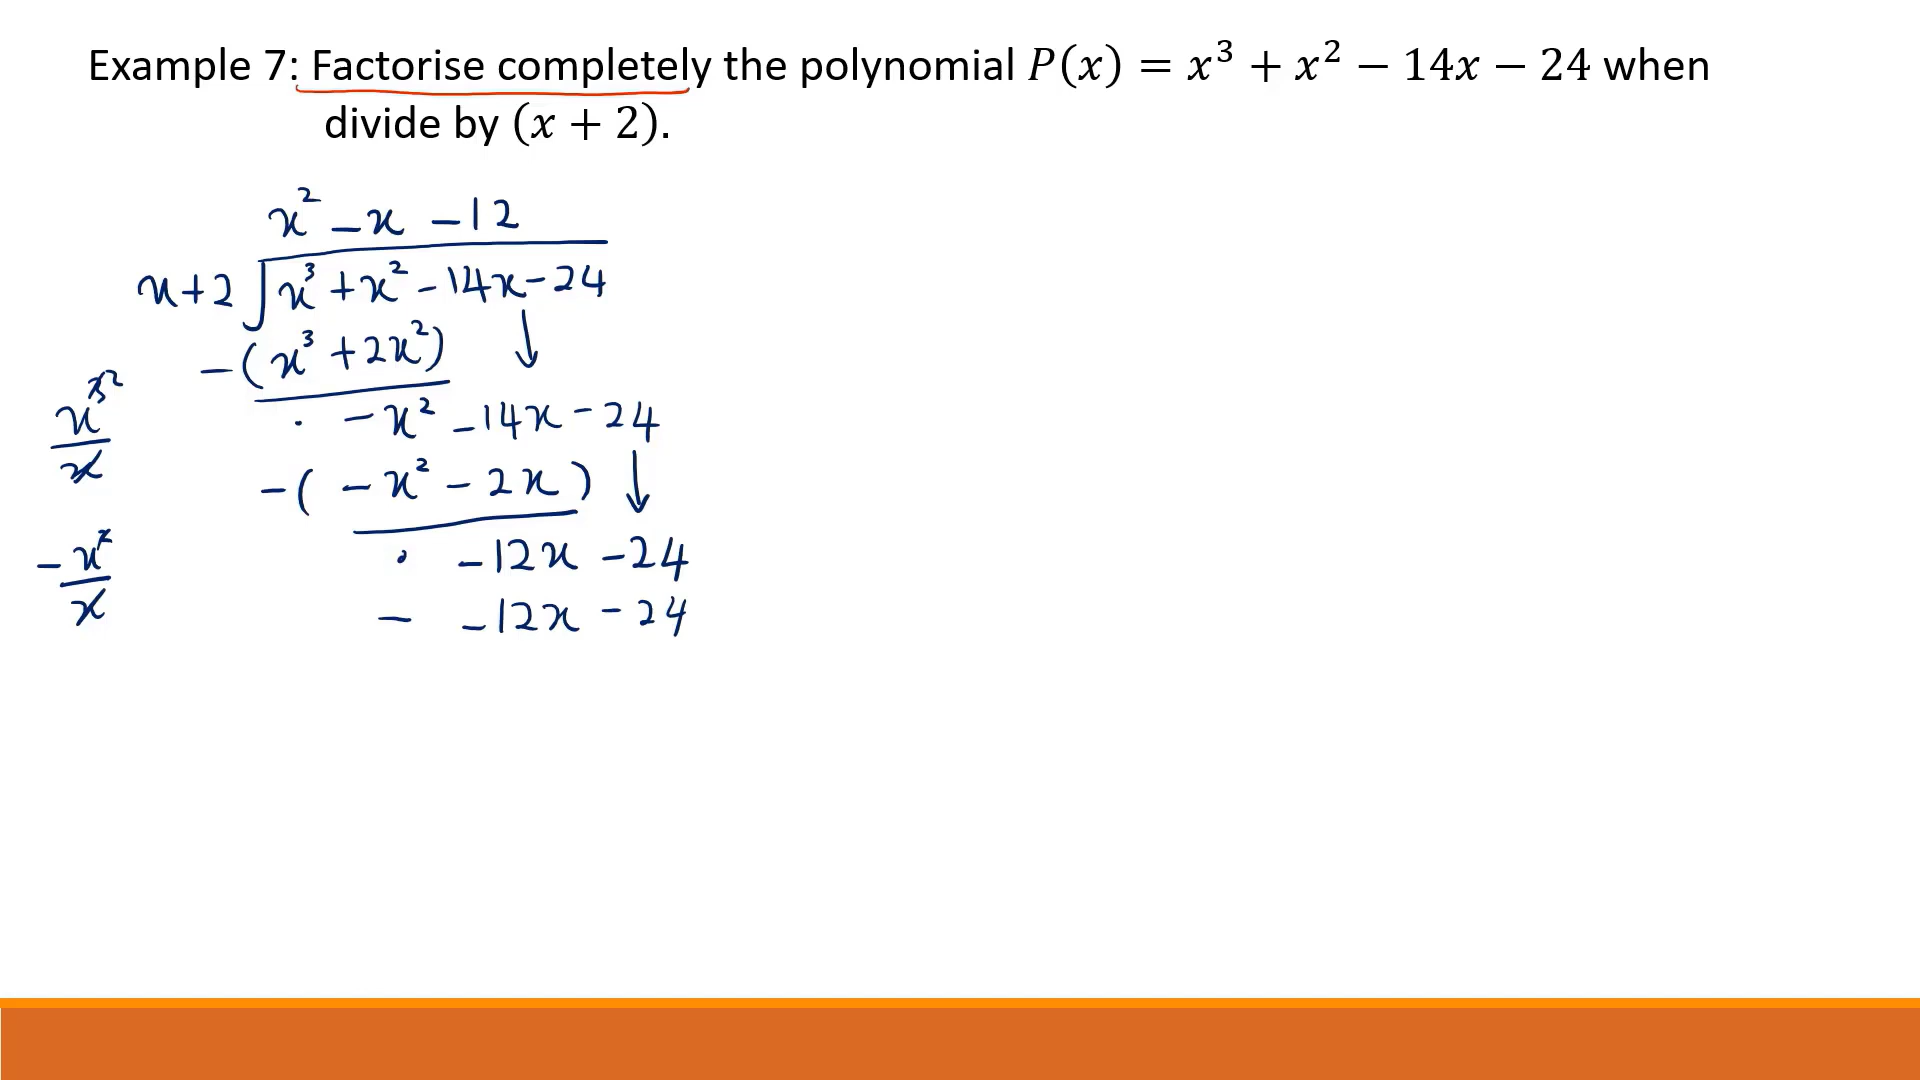 Example 7: Factorise completely the polynomial P(x) = x³ + x² − 14x − 24 when
divide by (x + 2).
x² − x − 12
x+2 x³ + x² − 14x − 24
−(x³ + 2x²)
x³² / x
· − x² − 14x − 24
−( − x² − 2x )
− x² / x
· − 12x − 24
− − 12x − 24